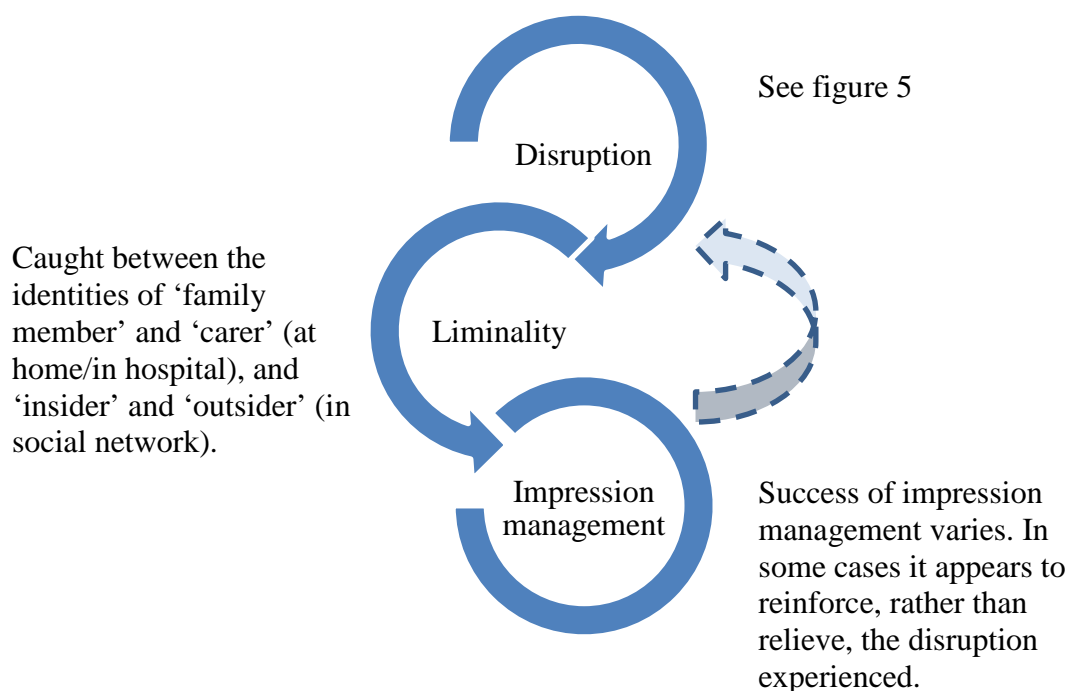 See figure 5
Disruption
Caught between the
identities of ‘family
member’ and ‘carer’ (at
home/in hospital), and
‘insider’ and ‘outsider’ (in
social network).
Liminality
Impression
management
Success of impression
management varies. In
some cases it appears to
reinforce, rather than
relieve, the disruption
experienced.